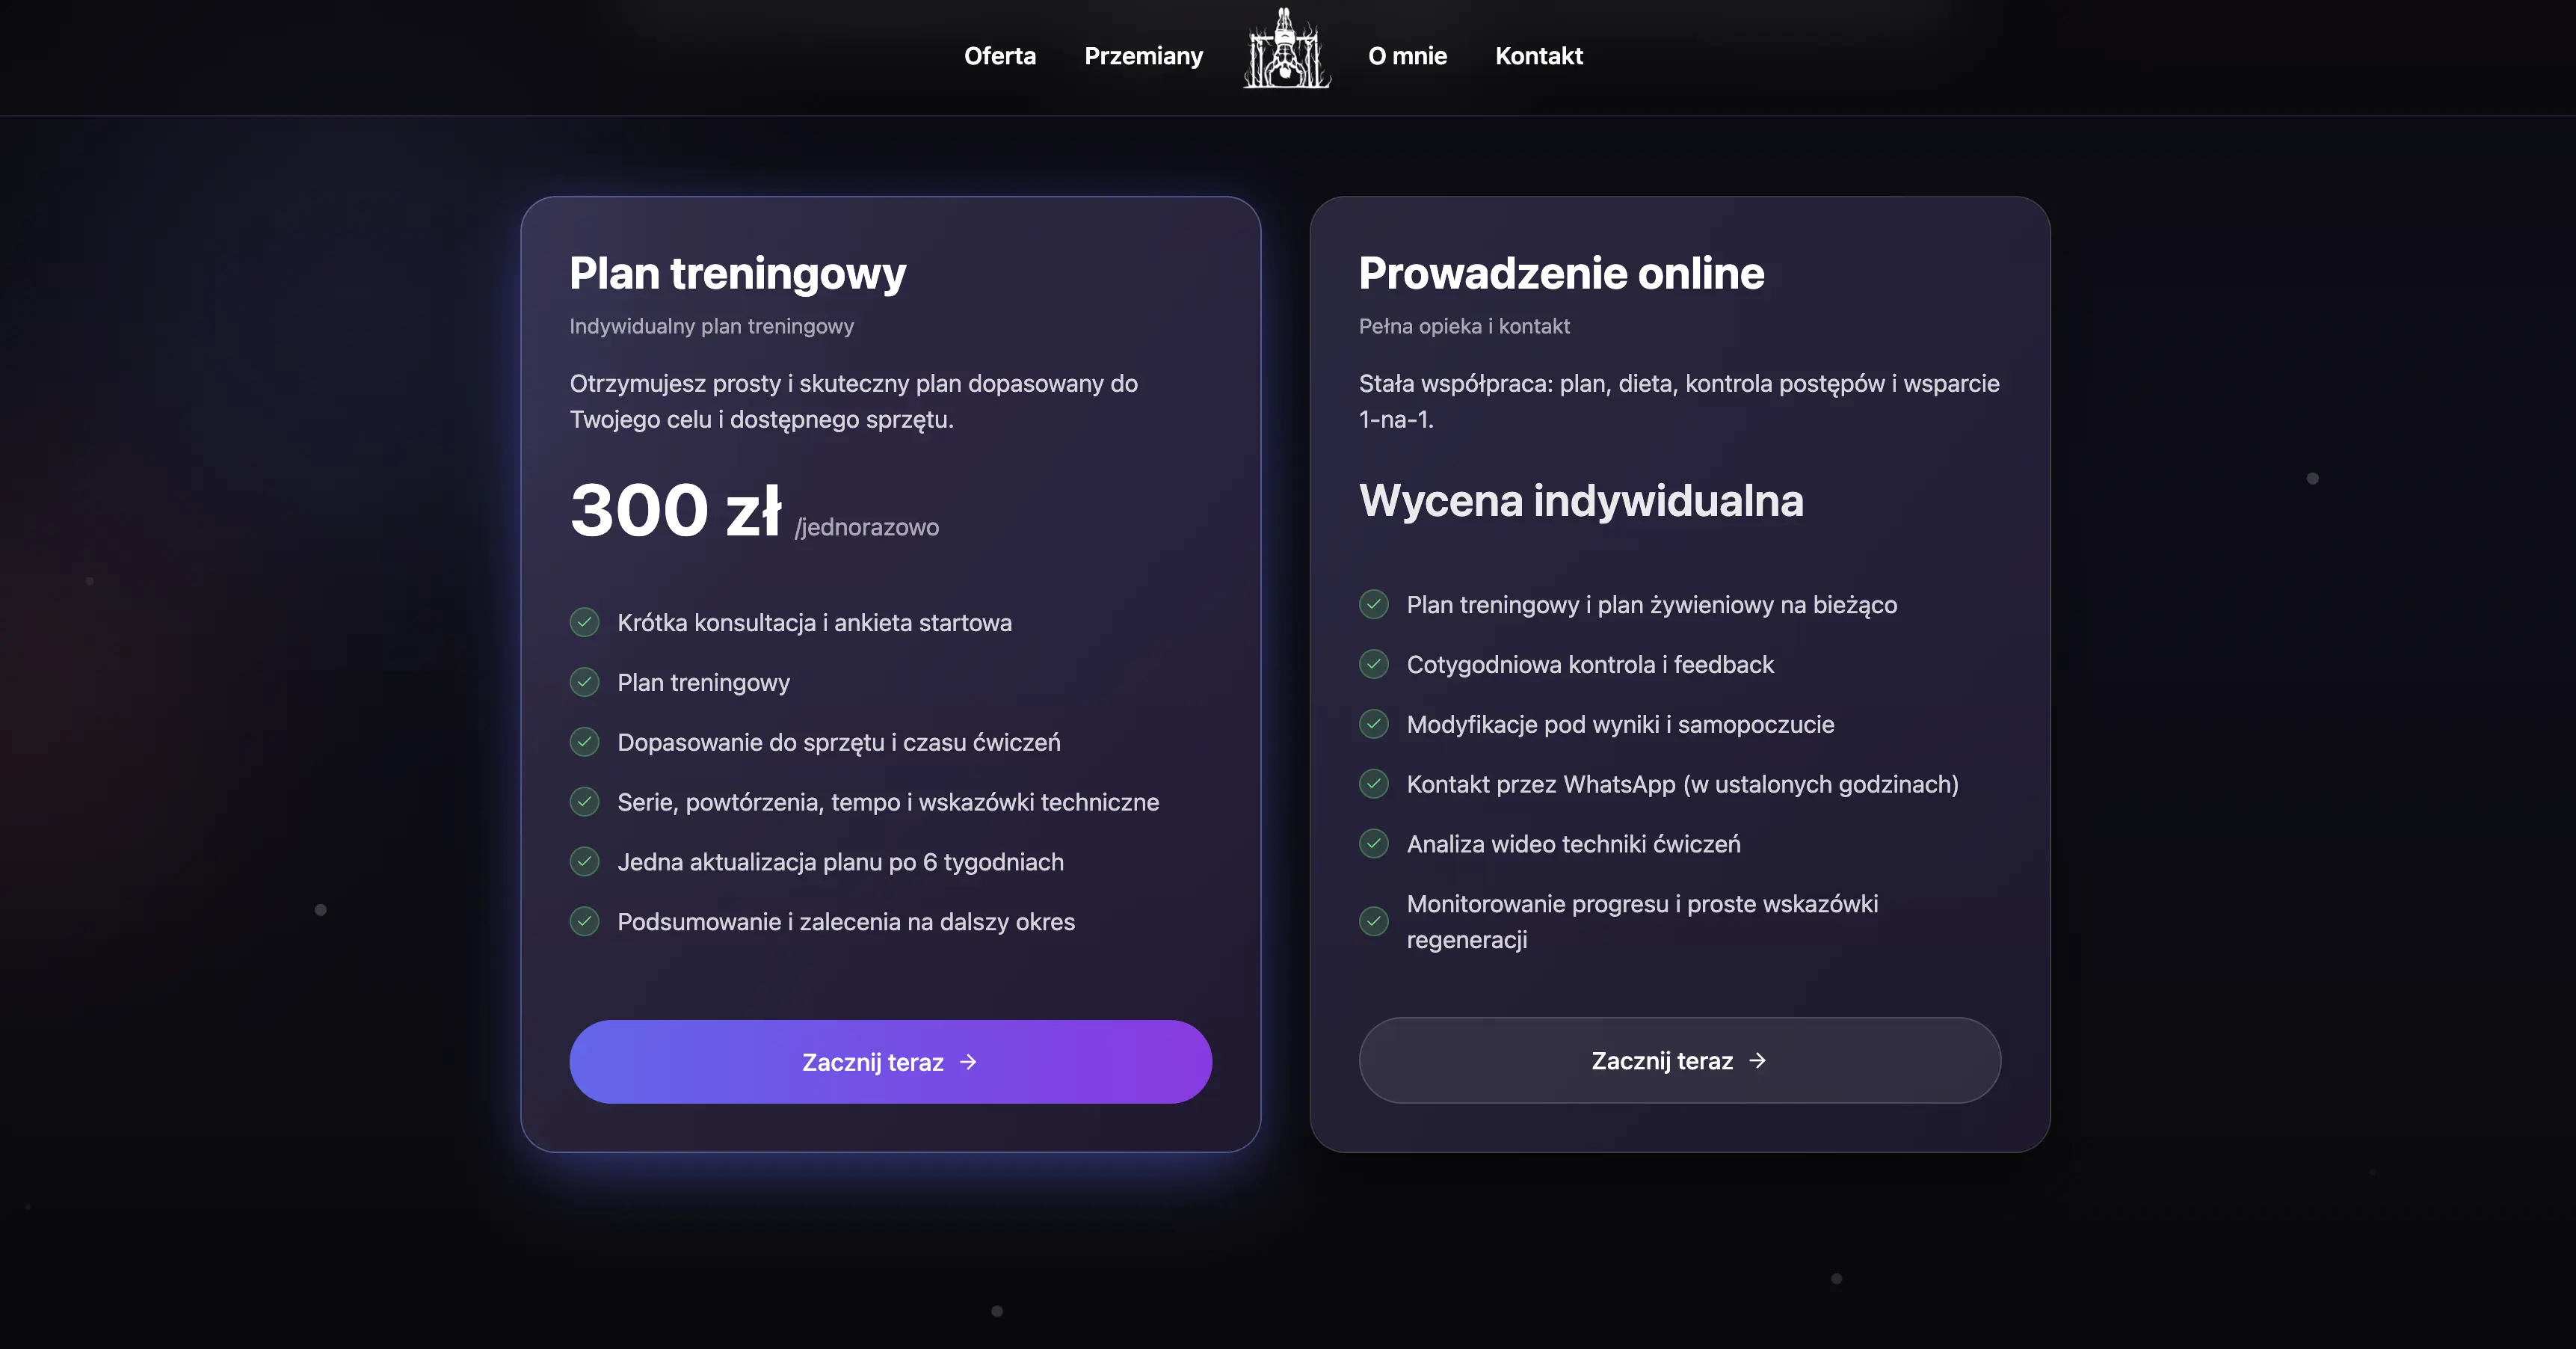 Oferta
Przemiany
O mnie
Kontakt
Plan treningowy
Indywidualny plan treningowy
Otrzymujesz prosty i skuteczny plan dopasowany do
Twojego celu i dostępnego sprzętu.
300 zł /jednorazowo
Krótka konsultacja i ankieta startowa
Plan treningowy
Dopasowanie do sprzętu i czasu ćwiczeń
Serie, powtórzenia, tempo i wskazówki techniczne
Jedna aktualizacja planu po 6 tygodniach
Podsumowanie i zalecenia na dalszy okres
Zacznij teraz →
Prowadzenie online
Pełna opieka i kontakt
Stała współpraca: plan, dieta, kontrola postępów i wsparcie
1-na-1.
Wycena indywidualna
Plan treningowy i plan żywieniowy na bieżąco
Cotygodniowa kontrola i feedback
Modyfikacje pod wyniki i samopoczucie
Kontakt przez WhatsApp (w ustalonych godzinach)
Analiza wideo techniki ćwiczeń
Monitorowanie progresu i proste wskazówki
regeneracji
Zacznij teraz →